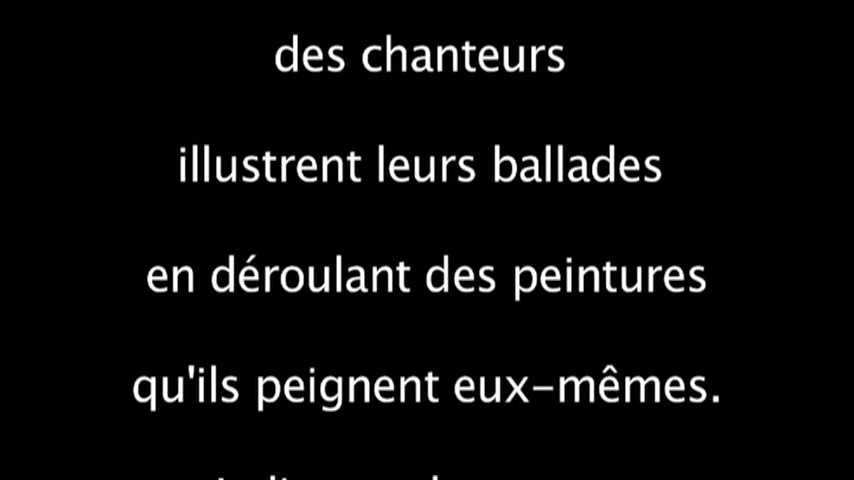 des chanteurs
illustrent leurs ballades
en déroulant des peintures
qu'ils peignent eux-mêmes.